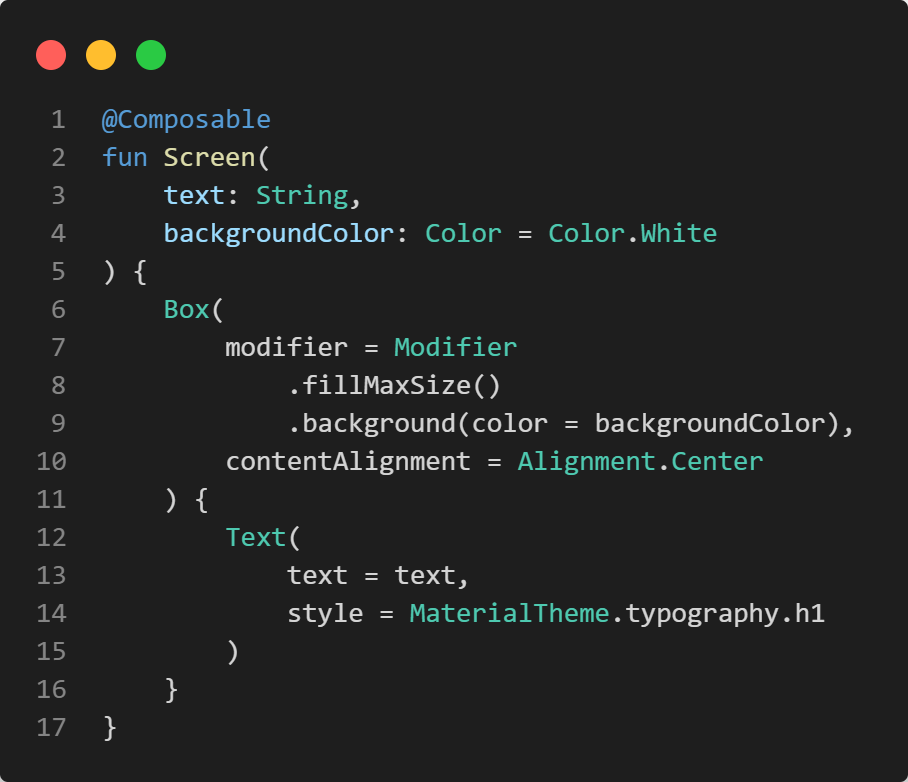 1 @Composable
2 fun Screen(
3     text: String,
4     backgroundColor: Color = Color.White
5 ) {
6     Box(
7         modifier = Modifier
8             .fillMaxSize()
9             .background(color = backgroundColor),
10         contentAlignment = Alignment.Center
11     ) {
12         Text(
13             text = text,
14             style = MaterialTheme.typography.h1
15         )
16     }
17 }